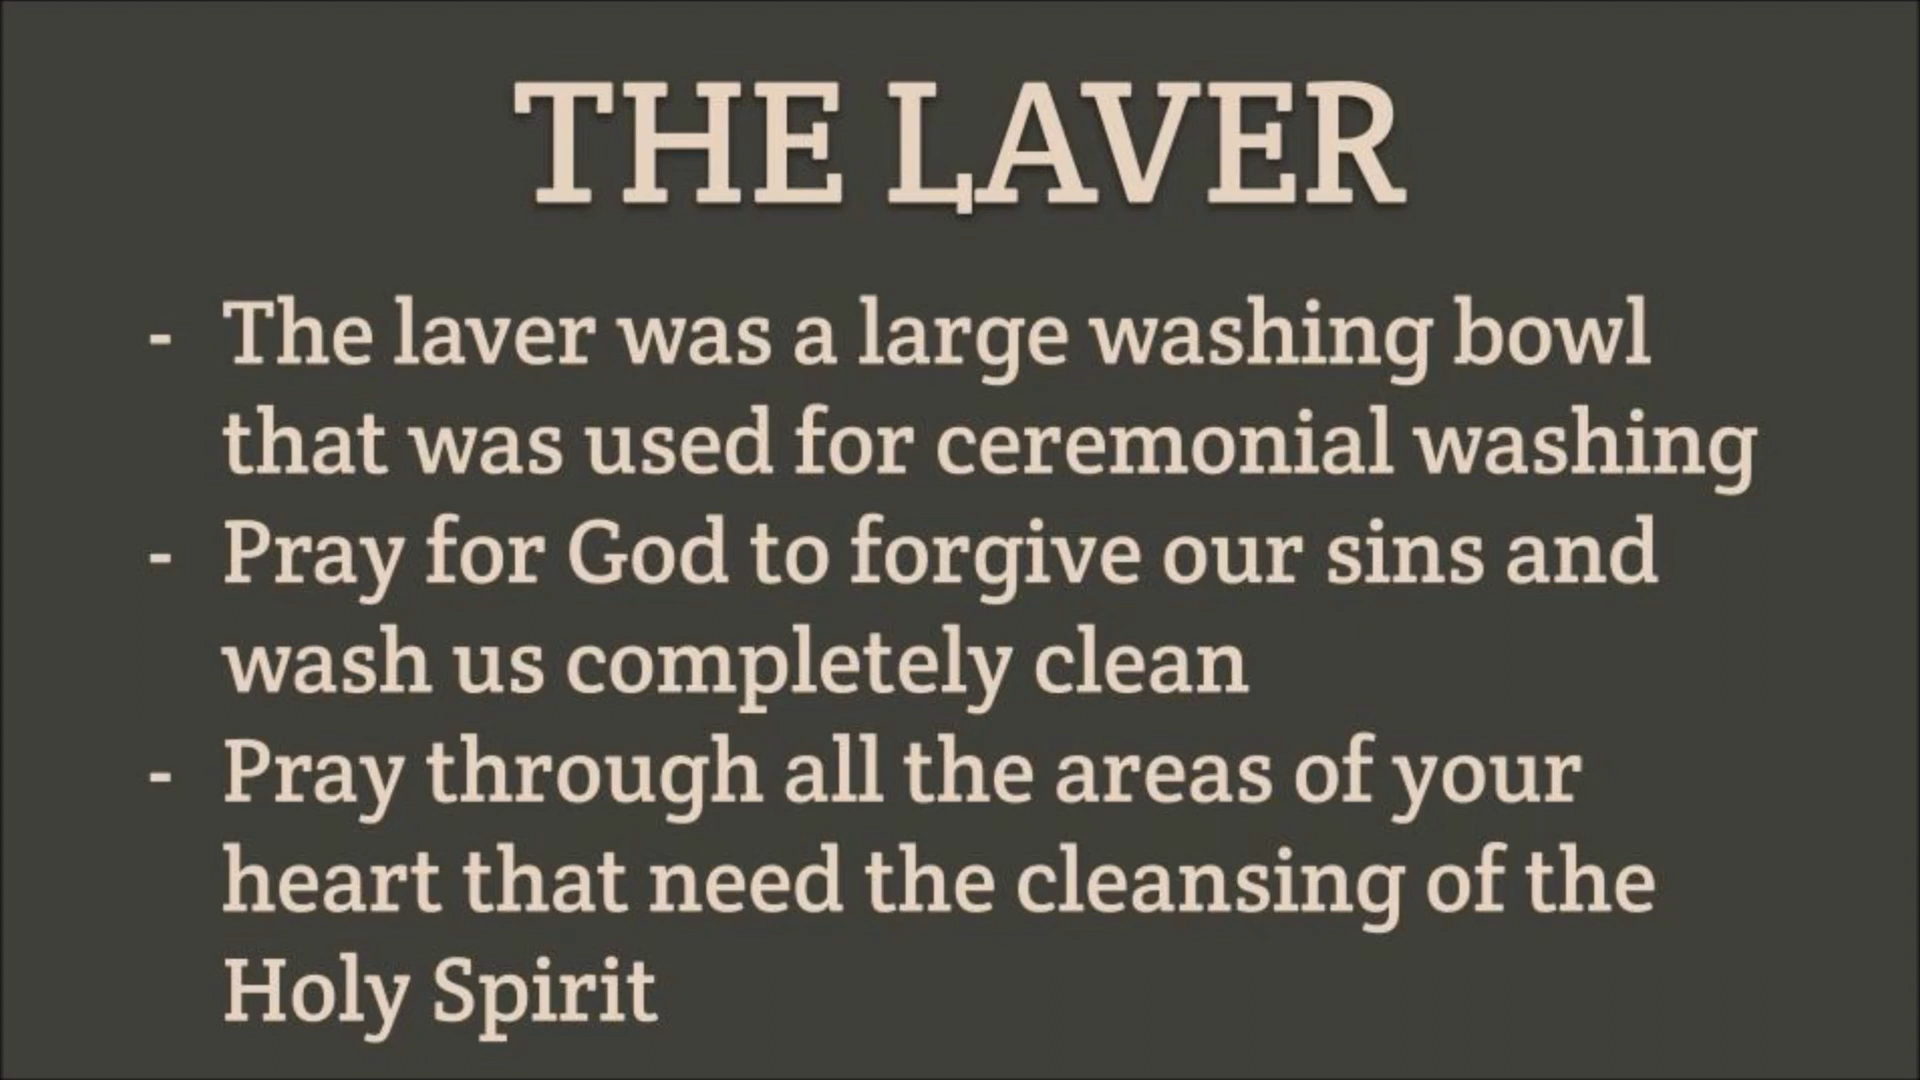 THE LAVER
- The laver was a large washing bowl
that was used for ceremonial washing
- Pray for God to forgive our sins and
wash us completely clean
- Pray through all the areas of your
heart that need the cleansing of the
Holy Spirit